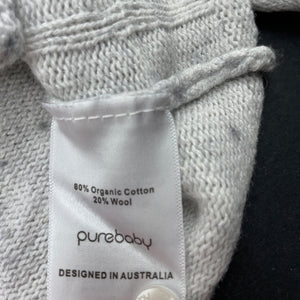 80% Organic Cotton
20% Wool
purebaby
DESIGNED IN AUSTRALIA